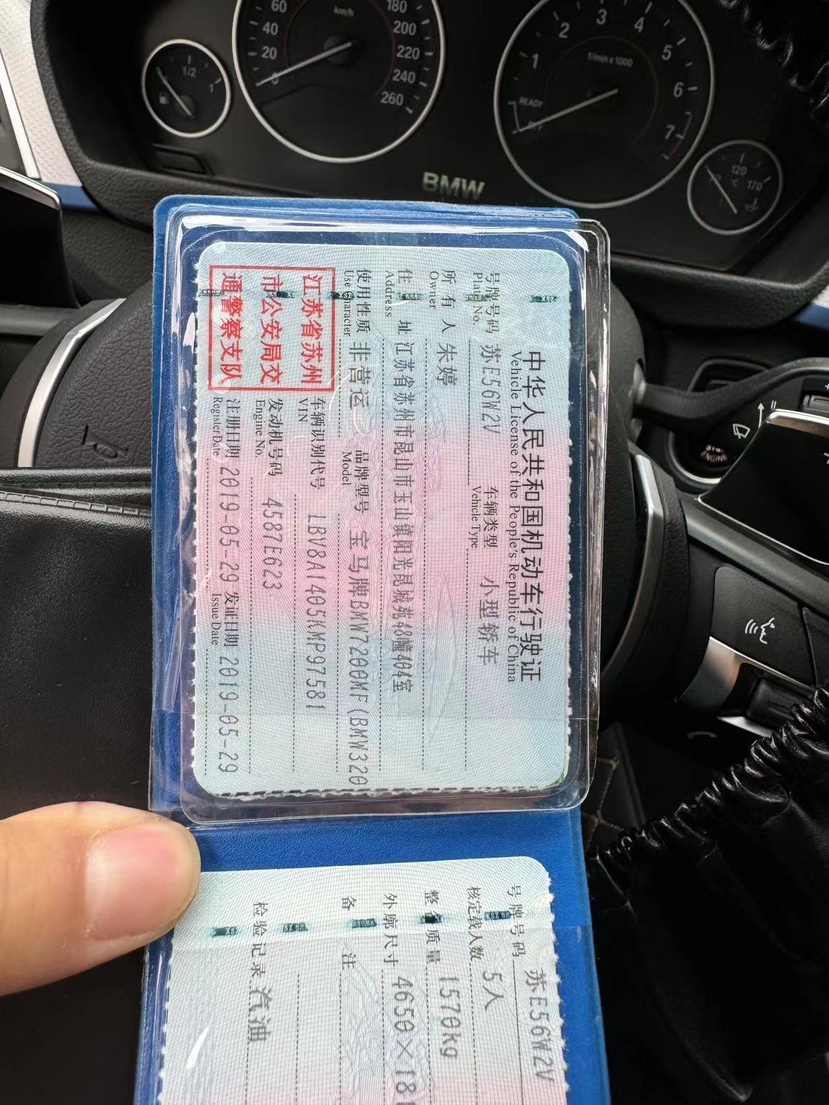 60
40
20
0
km/h
180
200
220
240
260
1/2
1
1
2
3
4
5
6
7
1/min x 1000
READY
OFF
120
170
°C
BMW
中华人民共和国机动车行驶证
Vehicle License of the People's Republic of China
号牌号码 苏E56W2V 车辆类型 小型轿车
Plate No. Vehicle Type
所有人 朱婷
Owner
住址 江苏省苏州市昆山市玉山镇阳光昆城苑48幢404室
Address
使用性质 非营运 品牌型号 宝马牌BMW7200MF(BMW320
Use Character Model
江苏省苏州
市公安局交
通警察支队
车辆识别代号 LBV8A1405KMP97581
VIN
发动机号码 4587E623
Engine No.
注册日期 2019-05-29 发证日期 2019-05-29
Register Date Issue Date
号牌号码 苏E56W2V
核定载人数 5人
整备质量 1570kg
外廓尺寸 4650×181
备注
检验记录 汽油